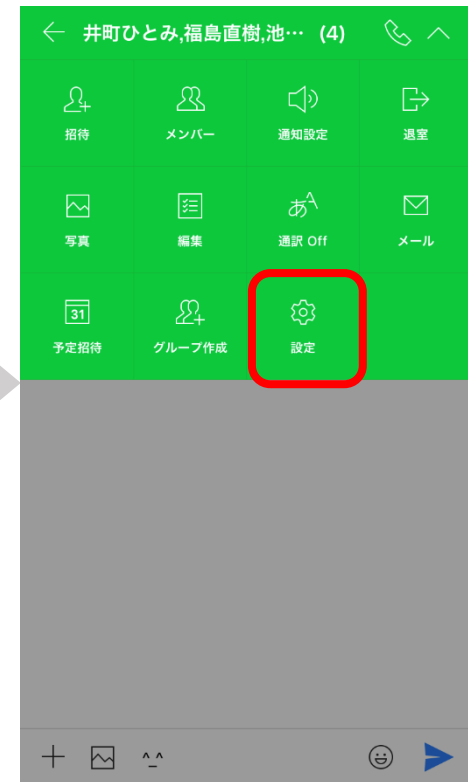 井町ひとみ,福島直樹,池… (4)
招待 メンバー 通知設定 退室
あA
写真 編集 通訳 Off メール
31
予定招待 グループ作成 設定
^_^